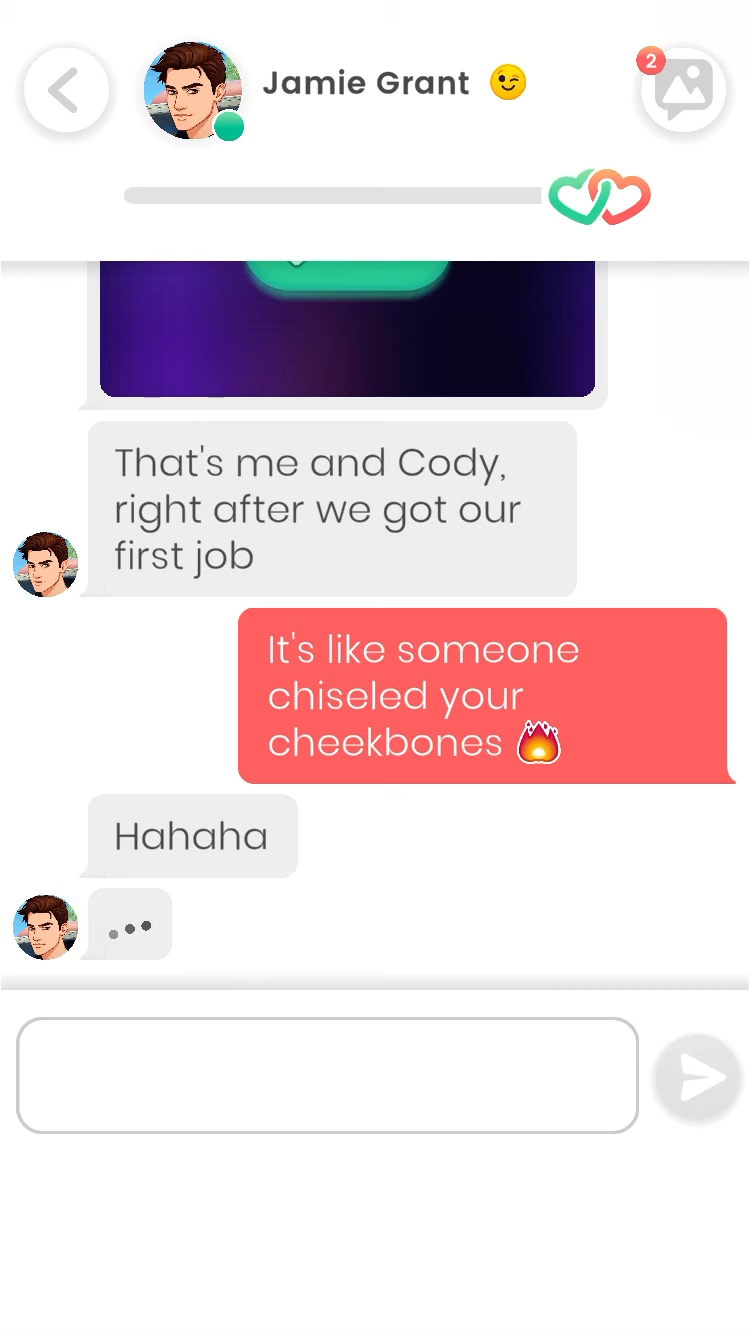 Jamie Grant 😉
2
That's me and Cody,
right after we got our
first job
It's like someone
chiseled your
cheekbones 🔥
Hahaha
...